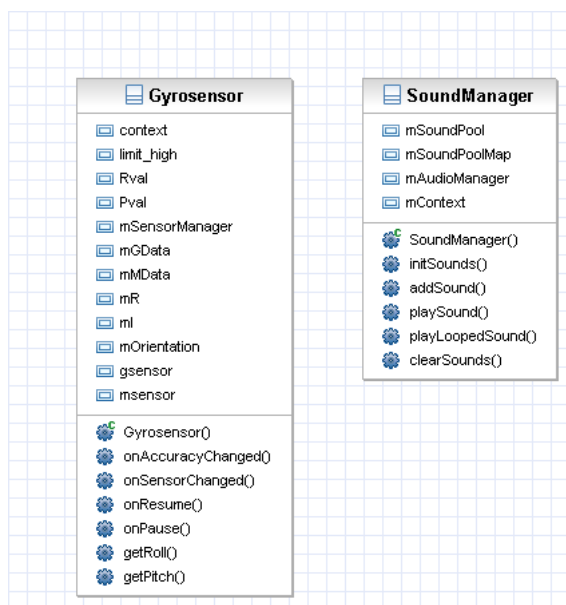 Gyrosensor
context
limit_high
Rval
Pval
mSensorManager
mGData
mMData
mR
mI
mOrientation
gsensor
msensor
Gyrosensor()
onAccuracyChanged()
onSensorChanged()
onResume()
onPause()
getRoll()
getPitch()
SoundManager
mSoundPool
mSoundPoolMap
mAudioManager
mContext
SoundManager()
initSounds()
addSound()
playSound()
playLoopedSound()
clearSounds()